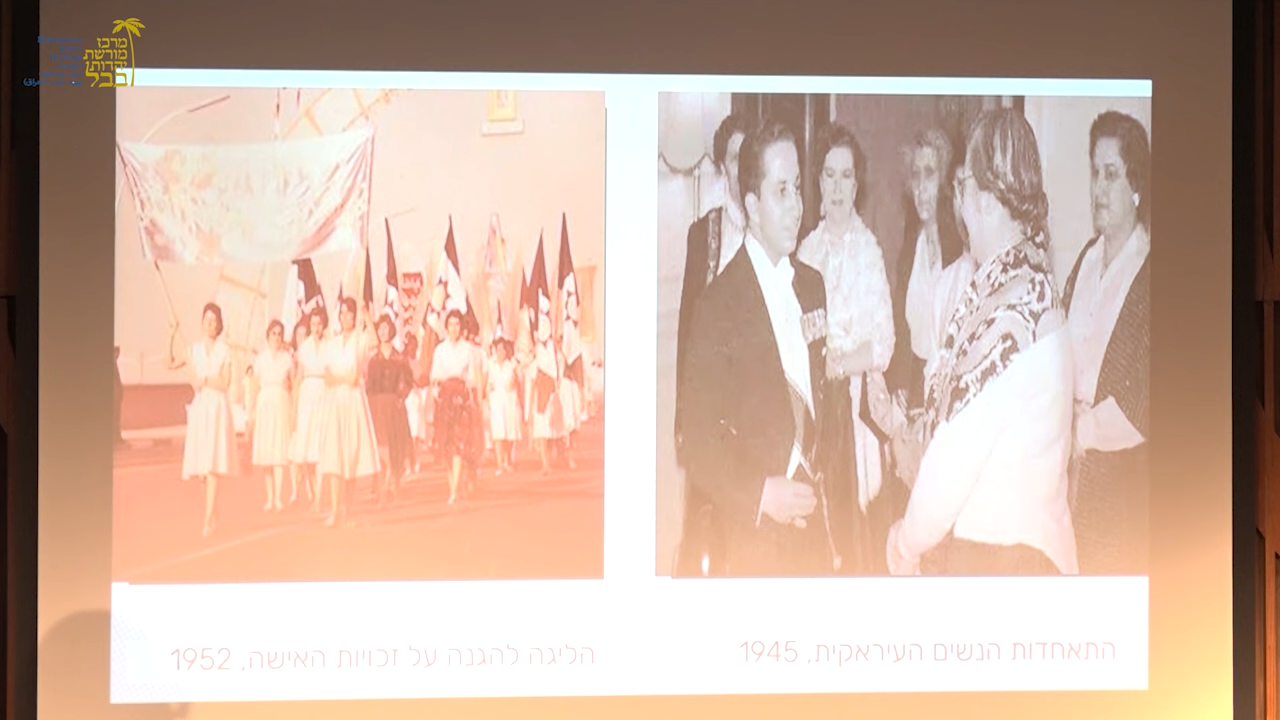 מרכז
מורשת
יהדות
בבל
התאחדות הנשים העיראקית, 1945
הליגה להגנה על זכויות האישה, 1952